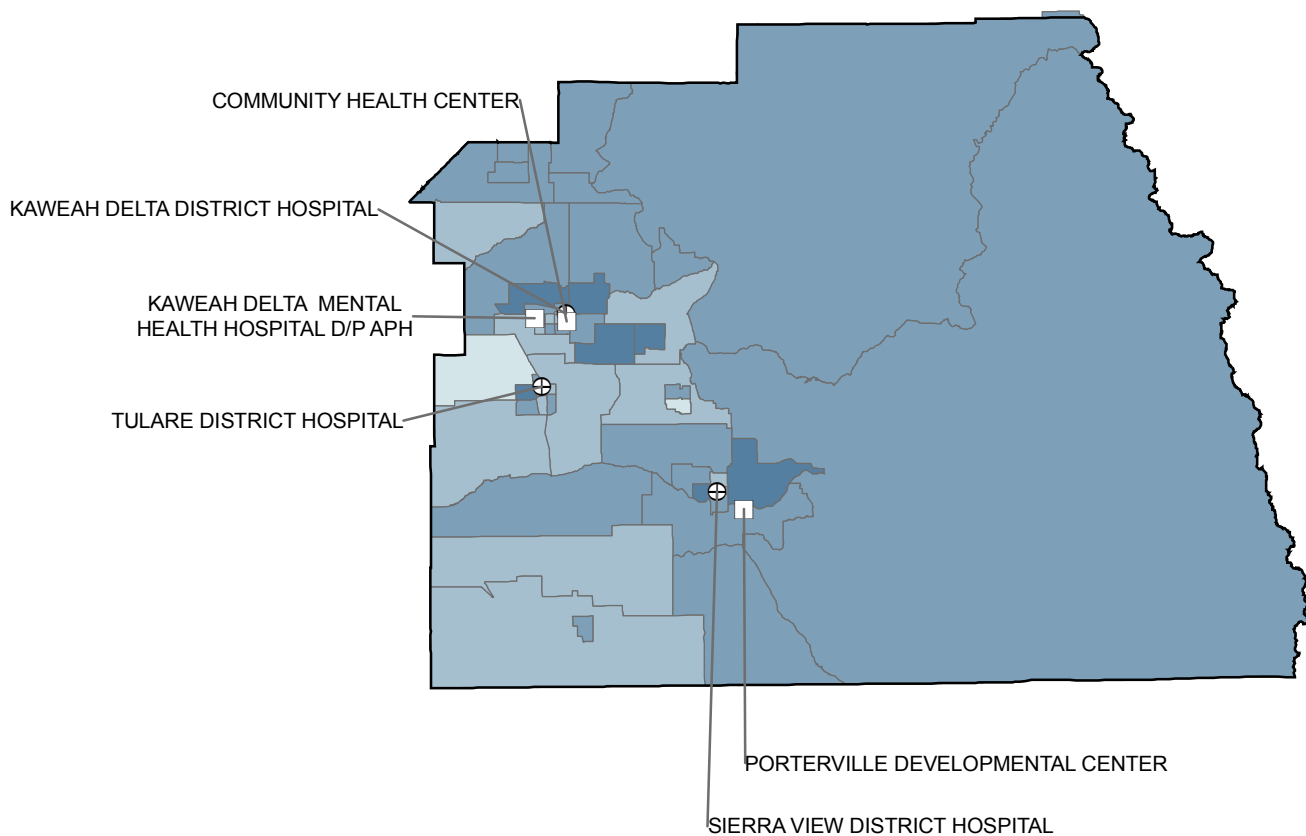 COMMUNITY HEALTH CENTER
KAWEAH DELTA DISTRICT HOSPITAL
KAWEAH DELTA  MENTAL
HEALTH HOSPITAL D/P APH
TULARE DISTRICT HOSPITAL
PORTERVILLE DEVELOPMENTAL CENTER
SIERRA VIEW DISTRICT HOSPITAL